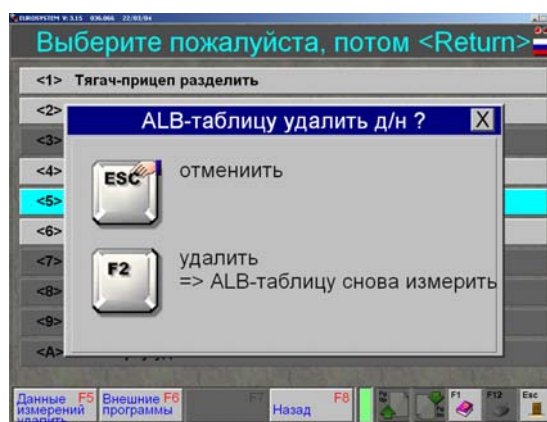 EUROSYSTEM V:3.15 036.066 22/03/04
Выберите пожалуйста, потом <Return>
<1> Тягач-прицеп разделить
<2>
ALB-таблицу удалить д/н ? X
<3>
<4>
ESC отмениить
<5>
<6>
<7>
F2 удалить
=> ALB-таблицу снова измерить
<8>
<9>
<A>
Данные F5 Внешние F6 F7 F8 F1 F12 Esc
измерений программы Назад
удалить